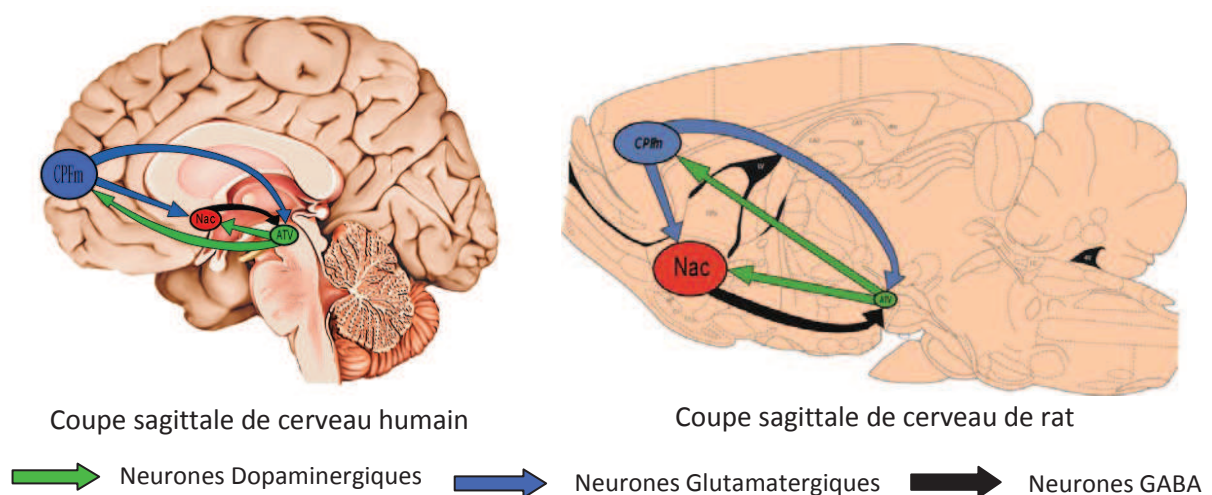 CPFm
Nac
ATV
CPfm
Nac
ATV
Coupe sagittale de cerveau humain
Coupe sagittale de cerveau de rat
Neurones Dopaminergiques
Neurones Glutamatergiques
Neurones GABA